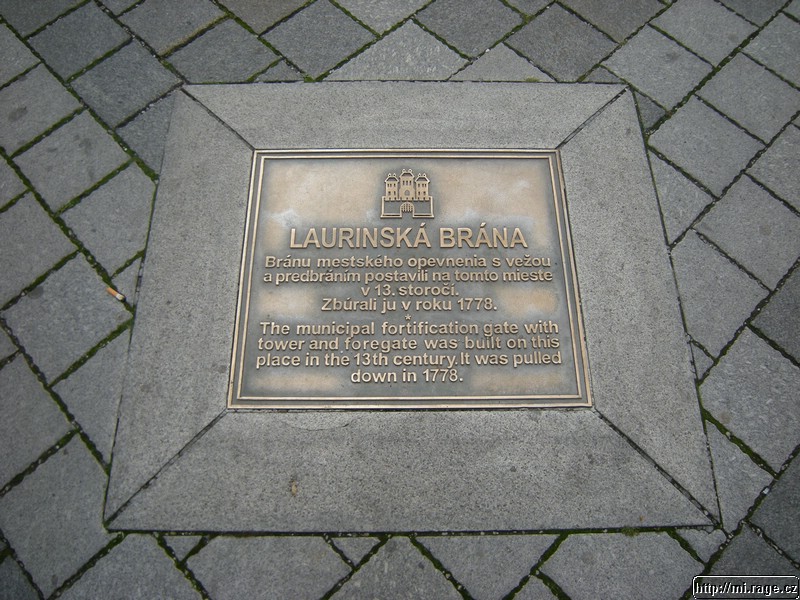 LAURINSKÁ BRÁNA
Bránu mestského opevnenia s vežou
a predbráním postavili na tomto mieste
v 13. storočí.
Zbúrali ju v roku 1778.
*
The municipal fortification gate with
tower and foregate was built on this
place in the 13th century. It was pulled
down in 1778.
http://mi.rage.cz